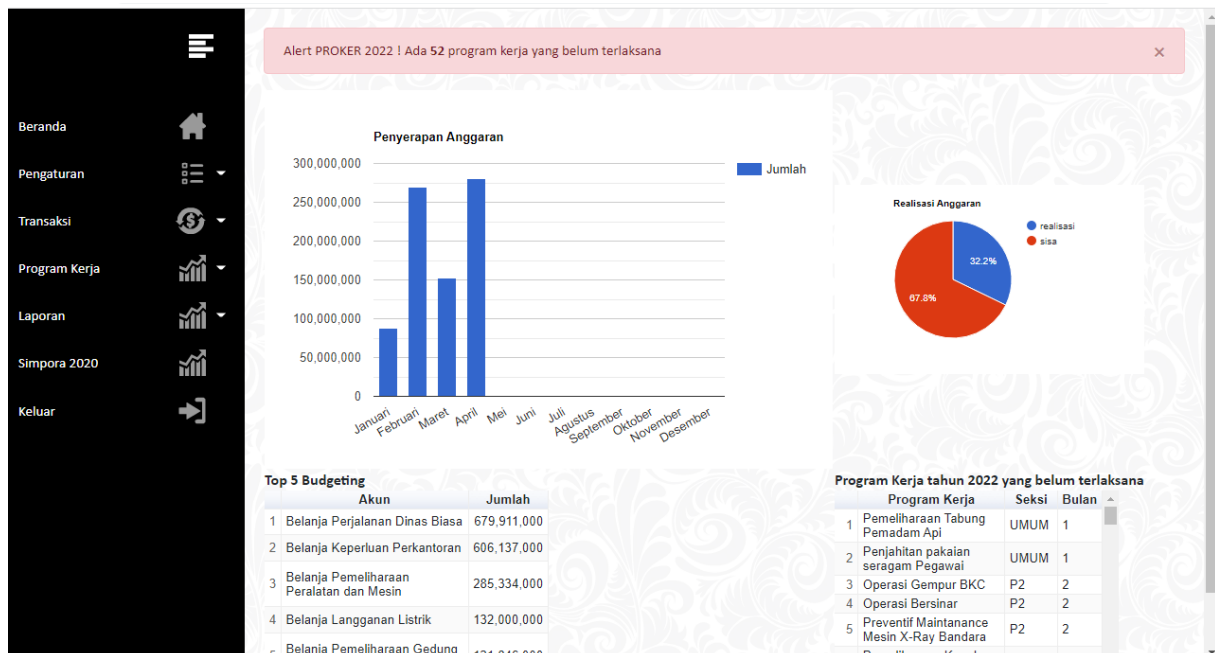 Alert PROKER 2022 ! Ada 52 program kerja yang belum terlaksana ×
Beranda
Pengaturan
Transaksi
Program Kerja
Laporan
Simpora 2020
Keluar
Penyerapan Anggaran
300,000,000
250,000,000
200,000,000
150,000,000
100,000,000
50,000,000
0
Januari
Februari
Maret
April
Mei
Juni
Juli
Agustus
September
Oktober
November
Desember
Jumlah
Realisasi Anggaran
realisasi
sisa
32.2%
67.8%
Top 5 Budgeting
Akun Jumlah
1 Belanja Perjalanan Dinas Biasa 679,911,000
2 Belanja Keperluan Perkantoran 606,137,000
3 Belanja Pemeliharaan
Peralatan dan Mesin 285,334,000
4 Belanja Langganan Listrik 132,000,000
Belanja Pemeliharaan Gedung
Program Kerja tahun 2022 yang belum terlaksana
Program Kerja Seksi Bulan
1 Pemeliharaan Tabung
Pemadam Api UMUM 1
2 Penjahitan pakaian
seragam Pegawai UMUM 1
3 Operasi Gempur BKC P2 2
4 Operasi Bersinar P2 2
5 Preventif Maintanance
Mesin X-Ray Bandara P2 2